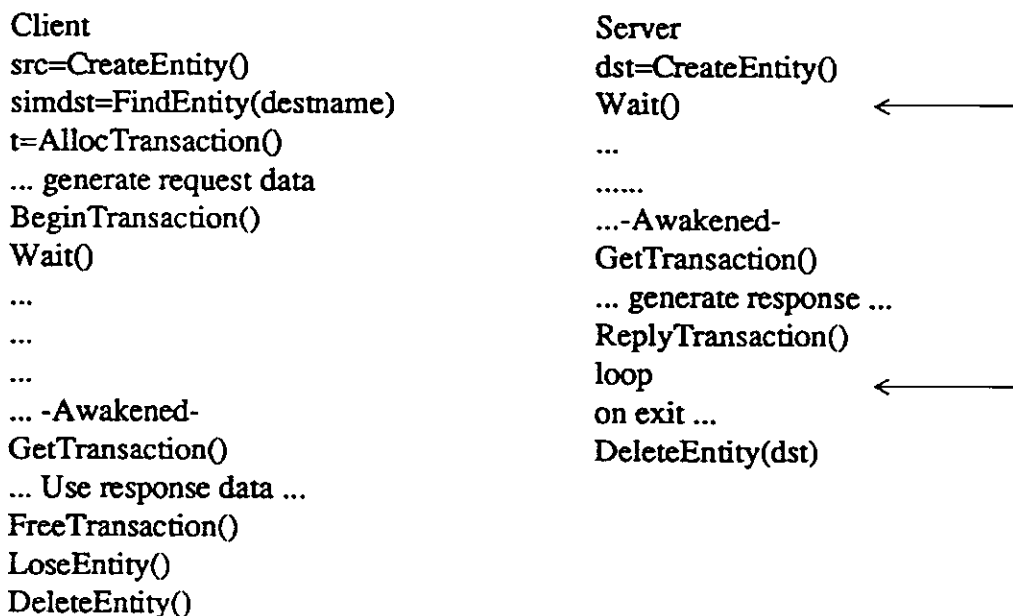 Client
src=CreateEntity()
simdst=FindEntity(destname)
t=AllocTransaction()
... generate request data
BeginTransaction()
Wait()
...
...
...
... -Awakened-
GetTransaction()
... Use response data ...
FreeTransaction()
LoseEntity()
DeleteEntity()
Server
dst=CreateEntity()
Wait()
...
......
...-Awakened-
GetTransaction()
... generate response ...
ReplyTransaction()
loop
on exit ...
DeleteEntity(dst)